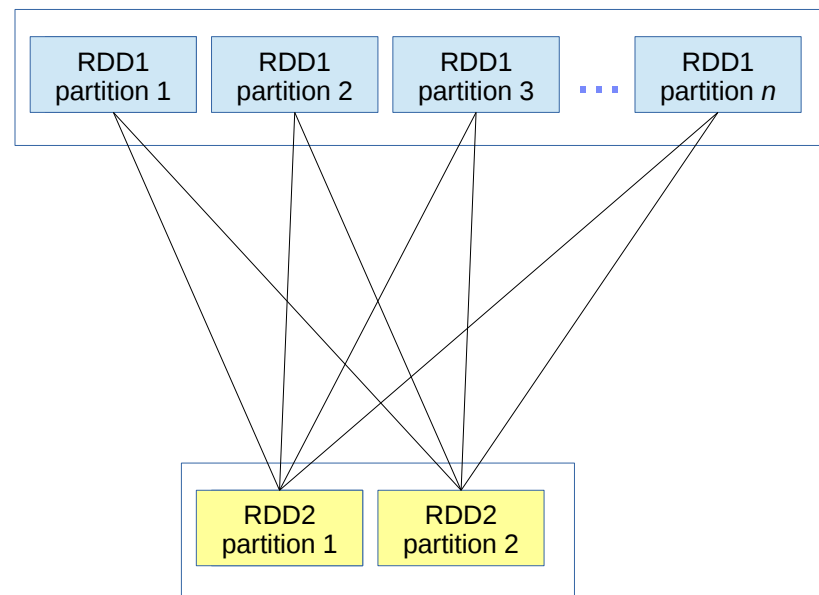 RDD1
partition 1
RDD1
partition 2
RDD1
partition 3
...
RDD1
partition n
RDD2
partition 1
RDD2
partition 2